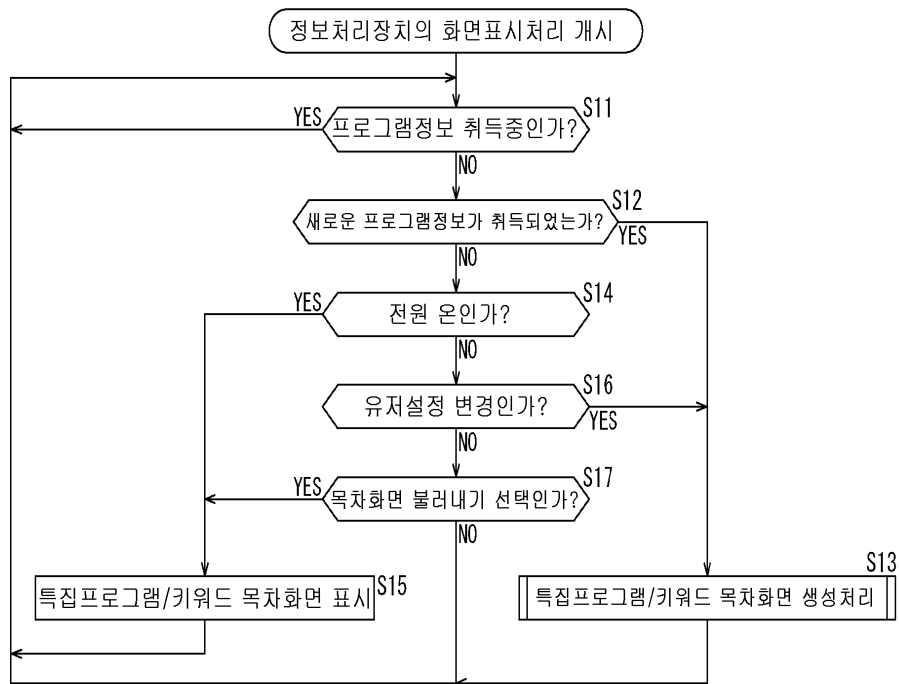 정보처리장치의 화면표시처리 개시
S11
YES
프로그램정보 취득중인가?
NO
S12
새로운 프로그램정보가 취득되었는가?
YES
NO
S14
YES
전원 온인가?
NO
S16
유저설정 변경인가?
YES
NO
S17
YES
목차화면 불러내기 선택인가?
NO
S15
특집프로그램/키워드 목차화면 표시
S13
특집프로그램/키워드 목차화면 생성처리